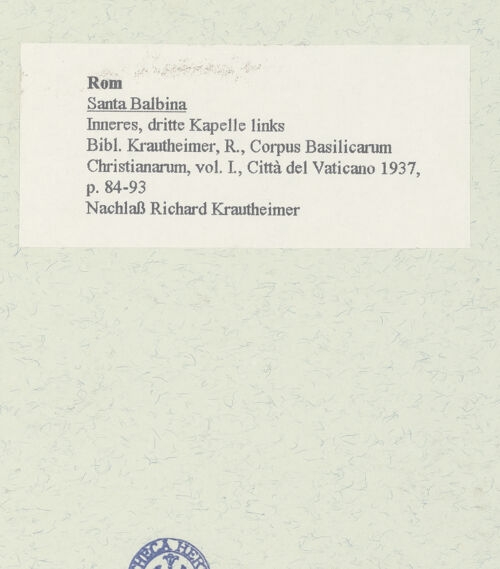 Rom
Santa Balbina
Inneres, dritte Kapelle links
Bibl. Krautheimer, R., Corpus Basilicarum
Christianarum, vol. I., Città del Vaticano 1937,
p. 84-93
Nachlaß Richard Krautheimer